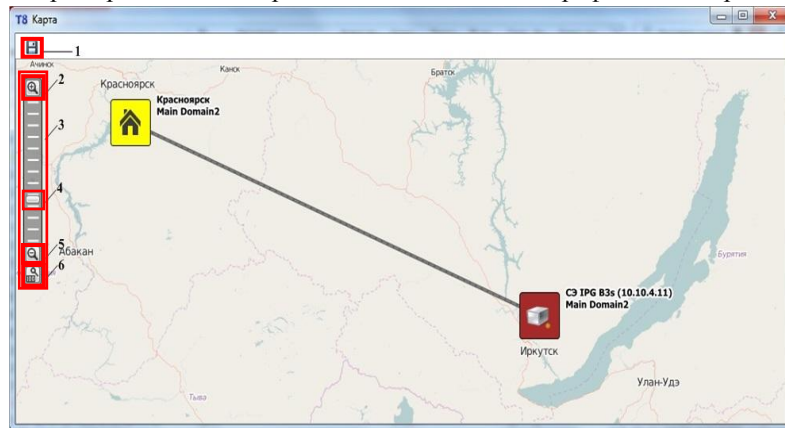 T8 Карта
1
Ачинск
Канск
Братск
2
Красноярск
Красноярск
Main Domain2
3
4
5
Абакан
6
Бурятия
СЭ IPG B3s (10.10.4.11)
Main Domain2
Иркутск
Улан-Удэ
Тыва